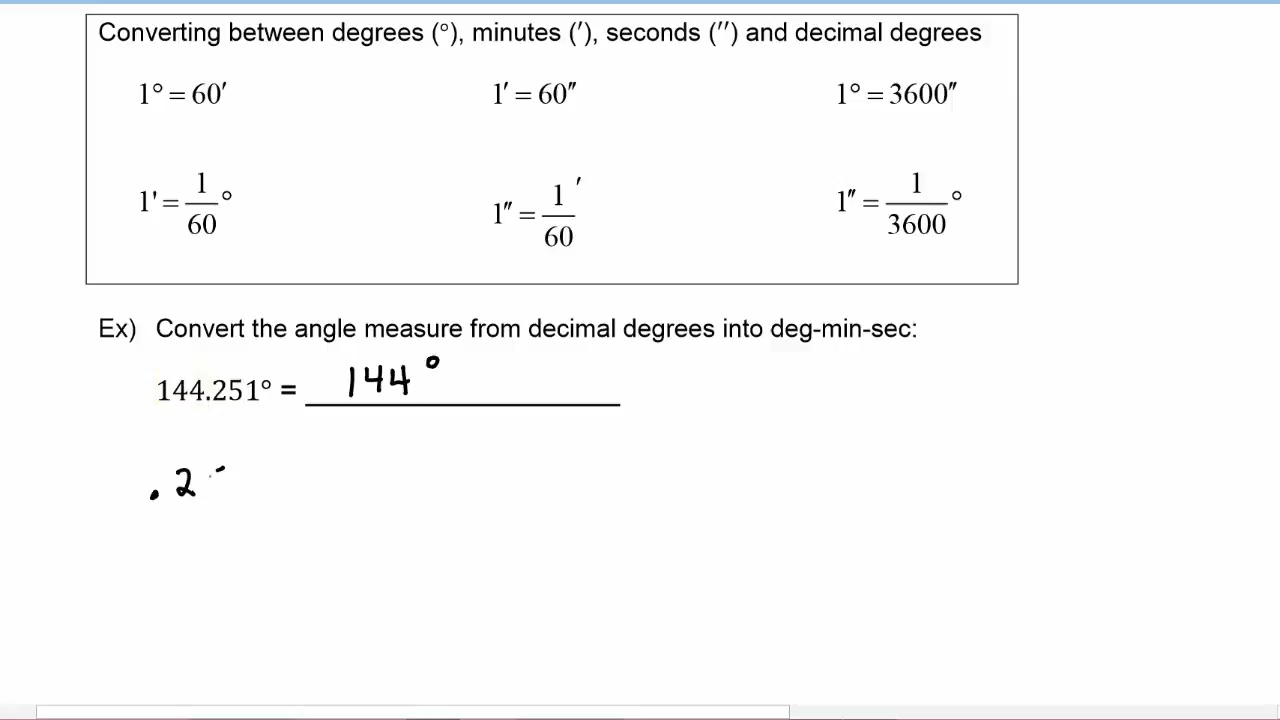 Converting between degrees (°), minutes (′), seconds (″) and decimal degrees
1° = 60′ 1′ = 60″ 1° = 3600″
1' = 1/60 ° 1″ = 1/60 ′ 1″ = 1/3600 °
Ex) Convert the angle measure from decimal degrees into deg-min-sec:
144.251° = 144°
.2